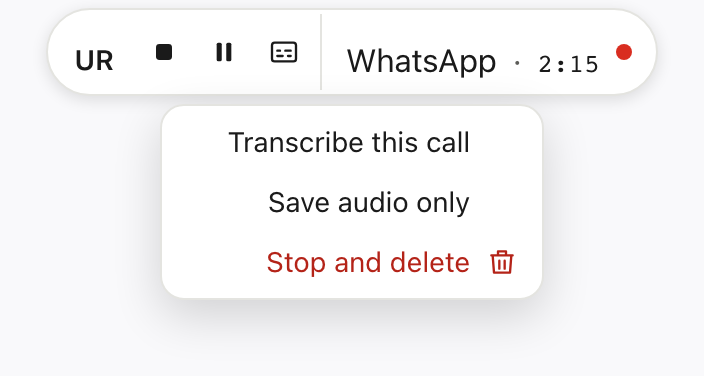 UR WhatsApp · 2:15
Transcribe this call
Save audio only
Stop and delete